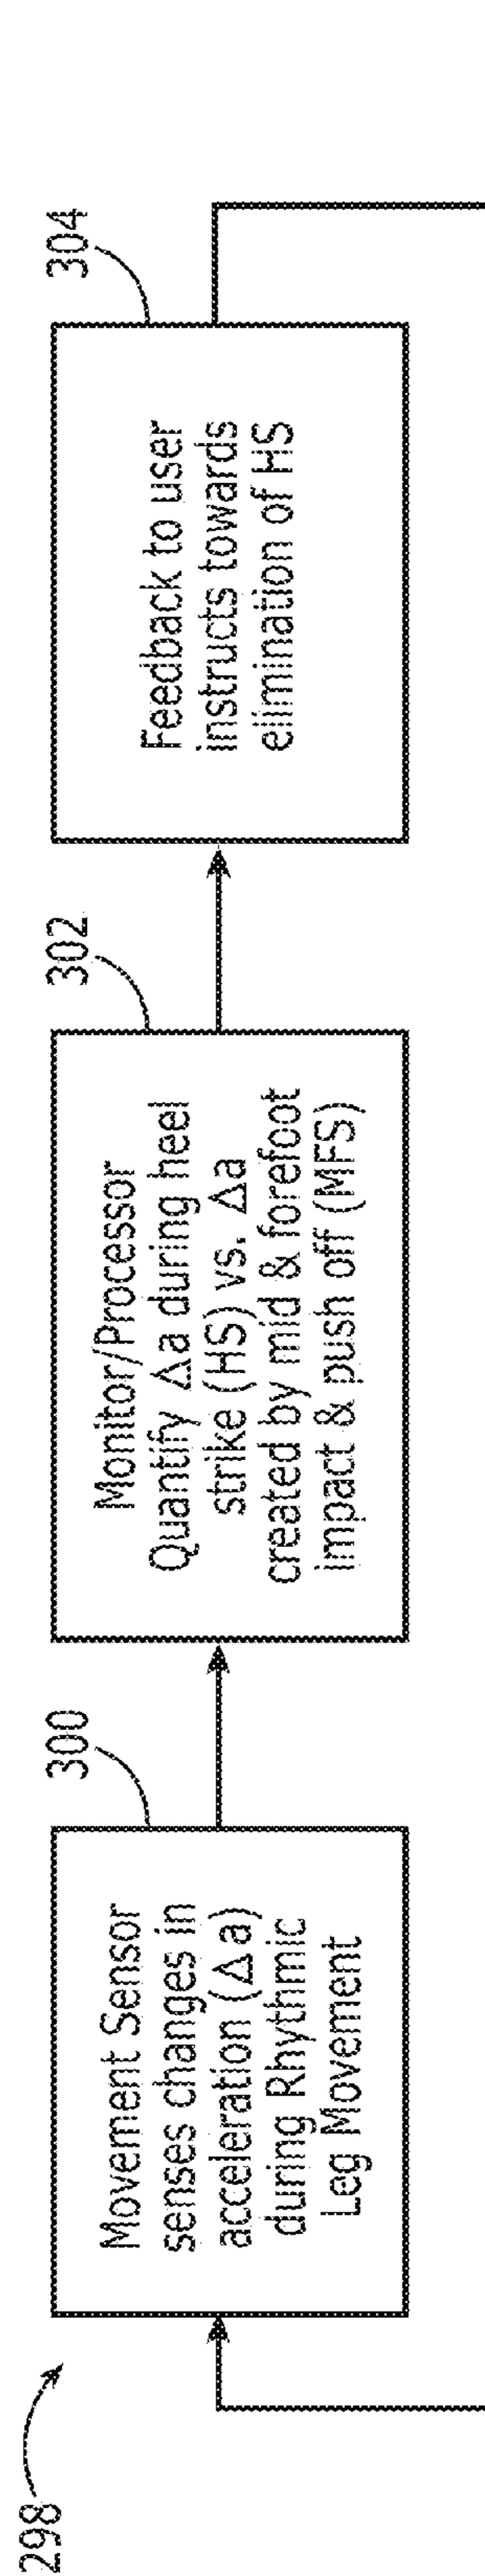 298
300
Movement Sensor
senses changes in
acceleration (Δ a)
during Rhythmic
Leg Movement
302
Monitor/Processor
Quantify Δa during heel
strike (HS) vs. Δa
created by mid & forefoot
impact & push off (MFS)
304
Feedback to user
instructs towards
elimination of HS